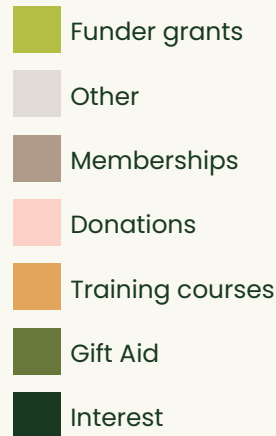 Funder grants
Other
Memberships
Donations
Training courses
Gift Aid
Interest